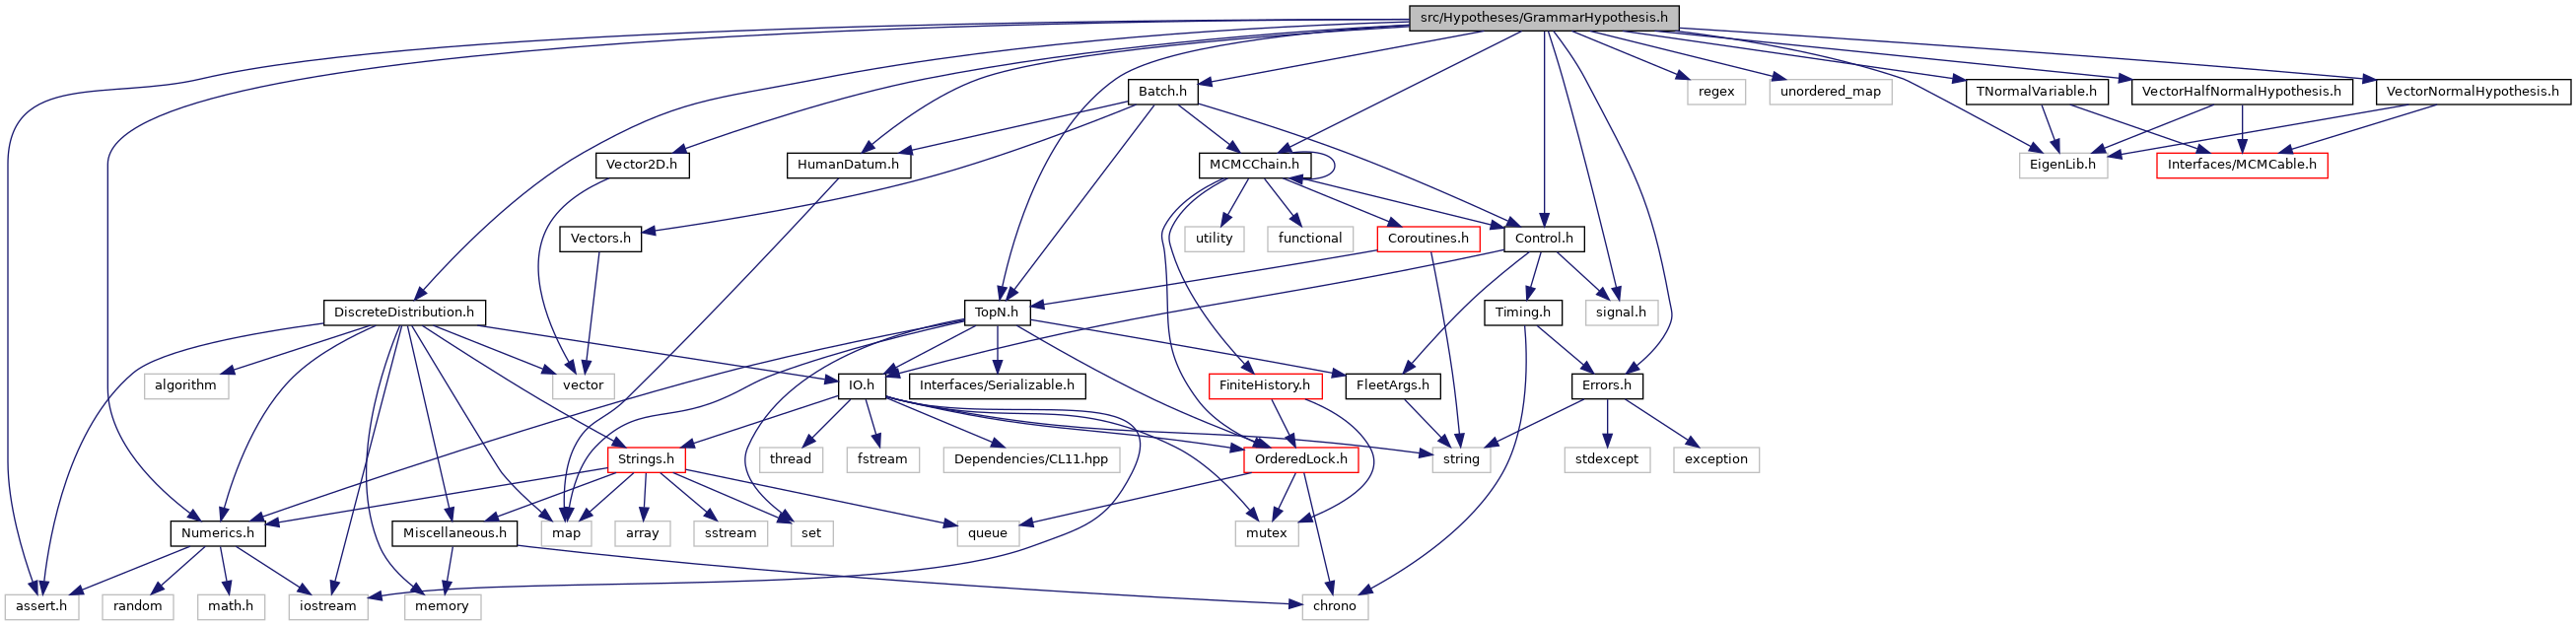 src/Hypotheses/GrammarHypothesis.h
Batch.h
regex
unordered_map
TNormalVariable.h
VectorHalfNormalHypothesis.h
VectorNormalHypothesis.h
Vector2D.h
HumanDatum.h
MCMCChain.h
EigenLib.h
Interfaces/MCMCable.h
Vectors.h
utility
functional
Coroutines.h
Control.h
DiscreteDistribution.h
TopN.h
Timing.h
signal.h
algorithm
vector
IO.h
Interfaces/Serializable.h
FiniteHistory.h
FleetArgs.h
Errors.h
Strings.h
thread
fstream
Dependencies/CL11.hpp
OrderedLock.h
string
stdexcept
exception
Numerics.h
Miscellaneous.h
map
array
sstream
set
queue
mutex
assert.h
random
math.h
iostream
memory
chrono